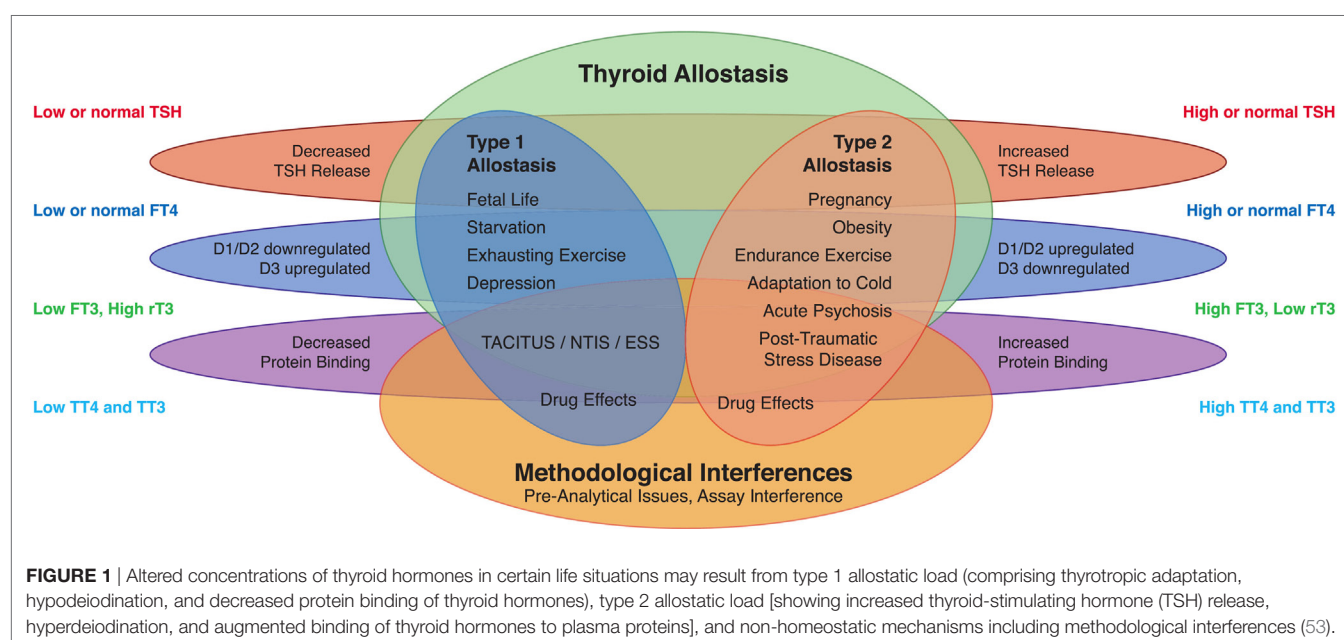 Thyroid Allostasis
Low or normal TSH
High or normal TSH
Decreased
TSH Release
Type 1
Allostasis
Type 2
Allostasis
Increased
TSH Release
Fetal Life
Pregnancy
Low or normal FT4
High or normal FT4
Starvation
Obesity
D1/D2 downregulated
D3 upregulated
Exhausting Exercise
Endurance Exercise
D1/D2 upregulated
D3 downregulated
Depression
Adaptation to Cold
Low FT3, High rT3
Acute Psychosis
High FT3, Low rT3
Decreased
Protein Binding
TACITUS / NTIS / ESS
Post-Traumatic
Stress Disease
Increased
Protein Binding
Low TT4 and TT3
Drug Effects
Drug Effects
High TT4 and TT3
Methodological Interferences
Pre-Analytical Issues, Assay Interference
FIGURE 1 | Altered concentrations of thyroid hormones in certain life situations may result from type 1 allostatic load (comprising thyrotropic adaptation,
hypodeiodination, and decreased protein binding of thyroid hormones), type 2 allostatic load [showing increased thyroid-stimulating hormone (TSH) release,
hyperdeiodination, and augmented binding of thyroid hormones to plasma proteins], and non-homeostatic mechanisms including methodological interferences (53)